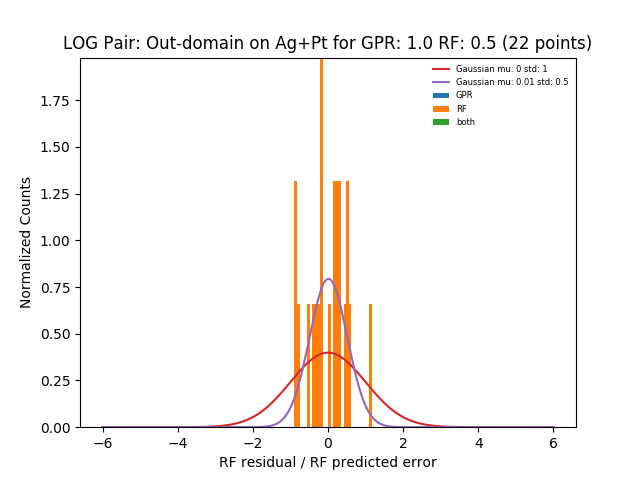 LOG Pair: Out-domain on Ag+Pt for GPR: 1.0 RF: 0.5 (22 points)
Gaussian mu: 0 std: 1
Gaussian mu: 0.01 std: 0.5
GPR
RF
both
Normalized Counts
1.75
1.50
1.25
1.00
0.75
0.50
0.25
0.00
−6 −4 −2 0 2 4 6
RF residual / RF predicted error